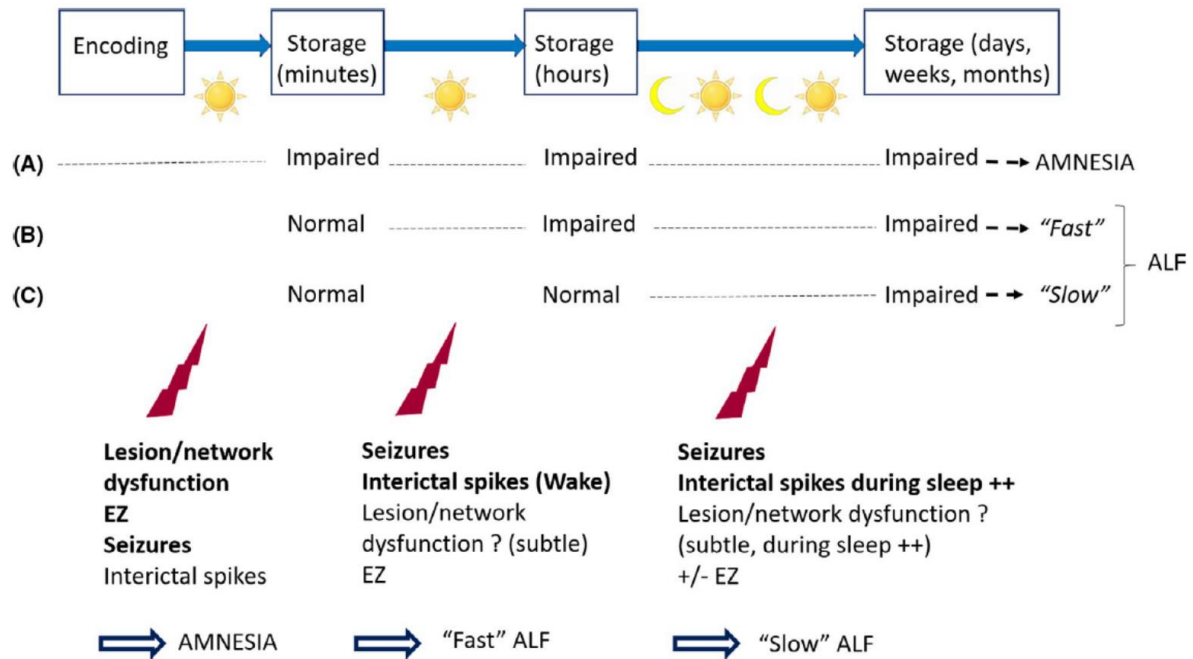 Encoding
Storage
(minutes)
Storage
(hours)
Storage (days,
weeks, months)
(A) Impaired Impaired Impaired AMNESIA
(B) Normal Impaired Impaired "Fast"
ALF
(C) Normal Normal Impaired "Slow"
Lesion/network
dysfunction
EZ
Seizures
Interictal spikes
Seizures
Interictal spikes (Wake)
Lesion/network
dysfunction ? (subtle)
EZ
Seizures
Interictal spikes during sleep ++
Lesion/network dysfunction ?
(subtle, during sleep ++)
+/- EZ
AMNESIA
"Fast" ALF
"Slow" ALF